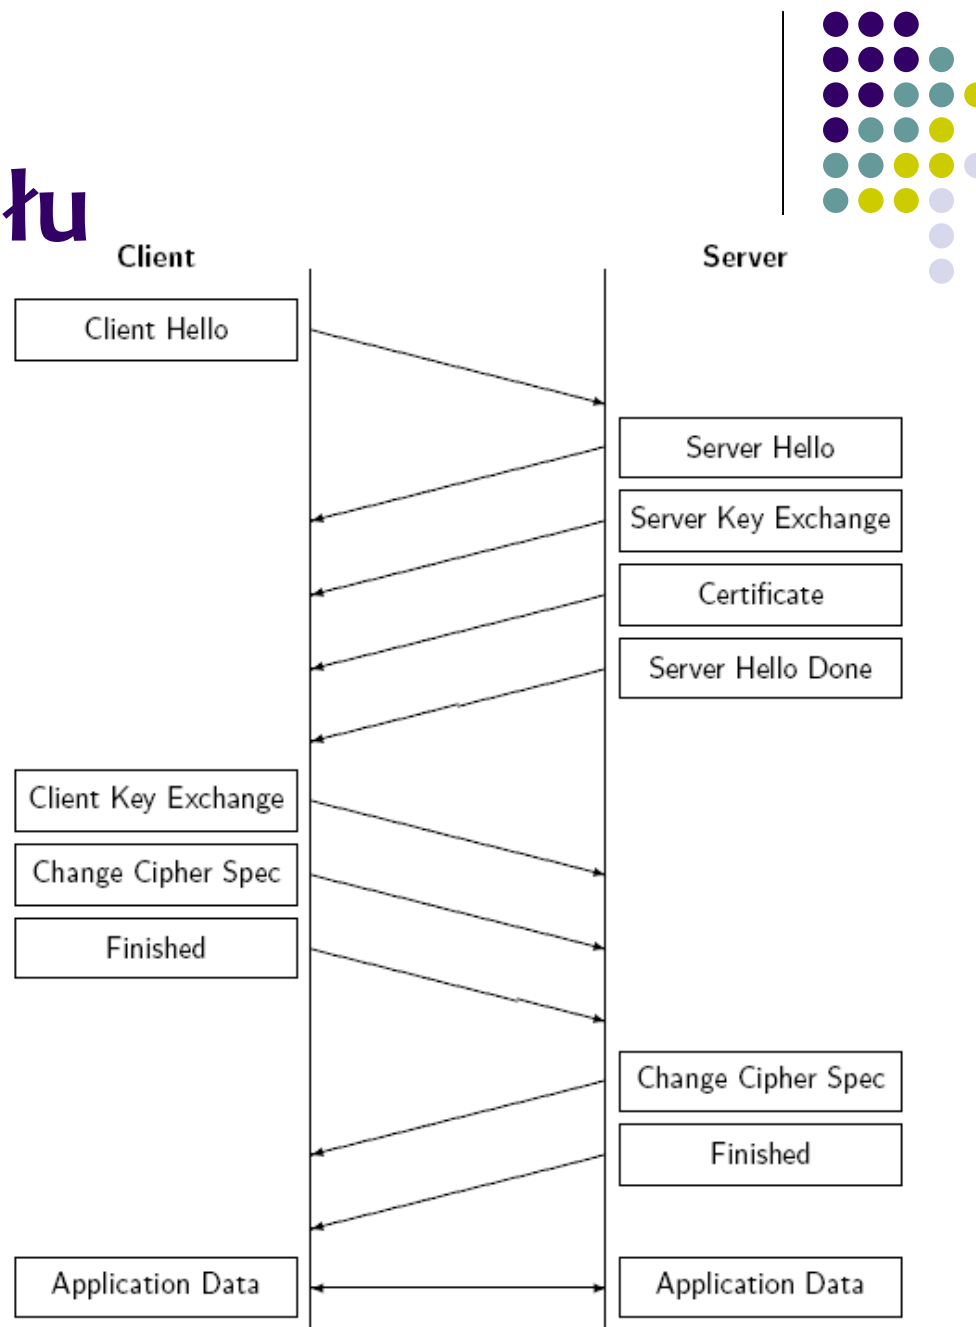 łu
Client Server
Client Hello
Server Hello
Server Key Exchange
Certificate
Server Hello Done
Client Key Exchange
Change Cipher Spec
Finished
Change Cipher Spec
Finished
Application Data Application Data